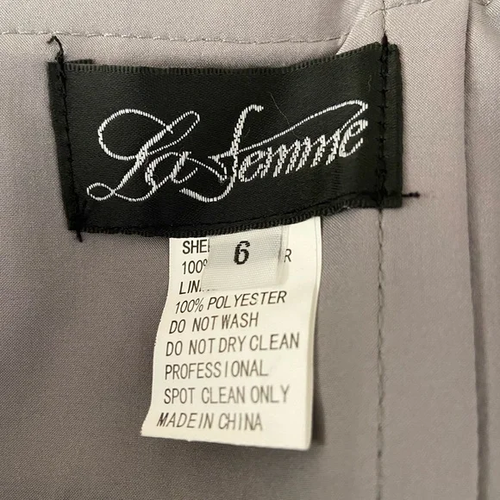 La femme
6
SHE
100% R
LIN
100% POLYESTER
DO NOT WASH
DO NOT DRY CLEAN
PROFESSIONAL
SPOT CLEAN ONLY
MADE IN CHINA